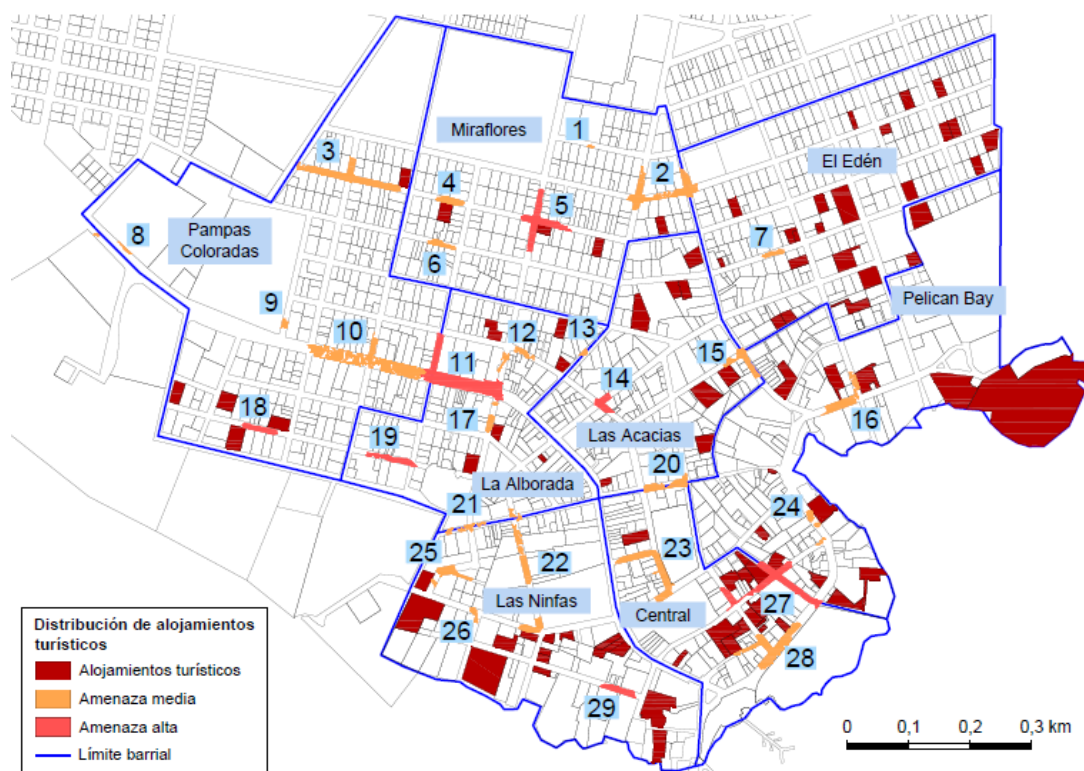 1
Miraflores
2
3
El Edén
4
5
Pampas
Coloradas
8
6
7
9
Pelican Bay
10
12
13
11
15
14
16
18
17
19
Las Acacias
20
La Alborada
21
24
25
22
23
Las Ninfas
Central
27
26
28
29
Distribución de alojamientos
turísticos
Alojamientos turísticos
Amenaza media
Amenaza alta
Límite barrial
0 0,1 0,2 0,3 km